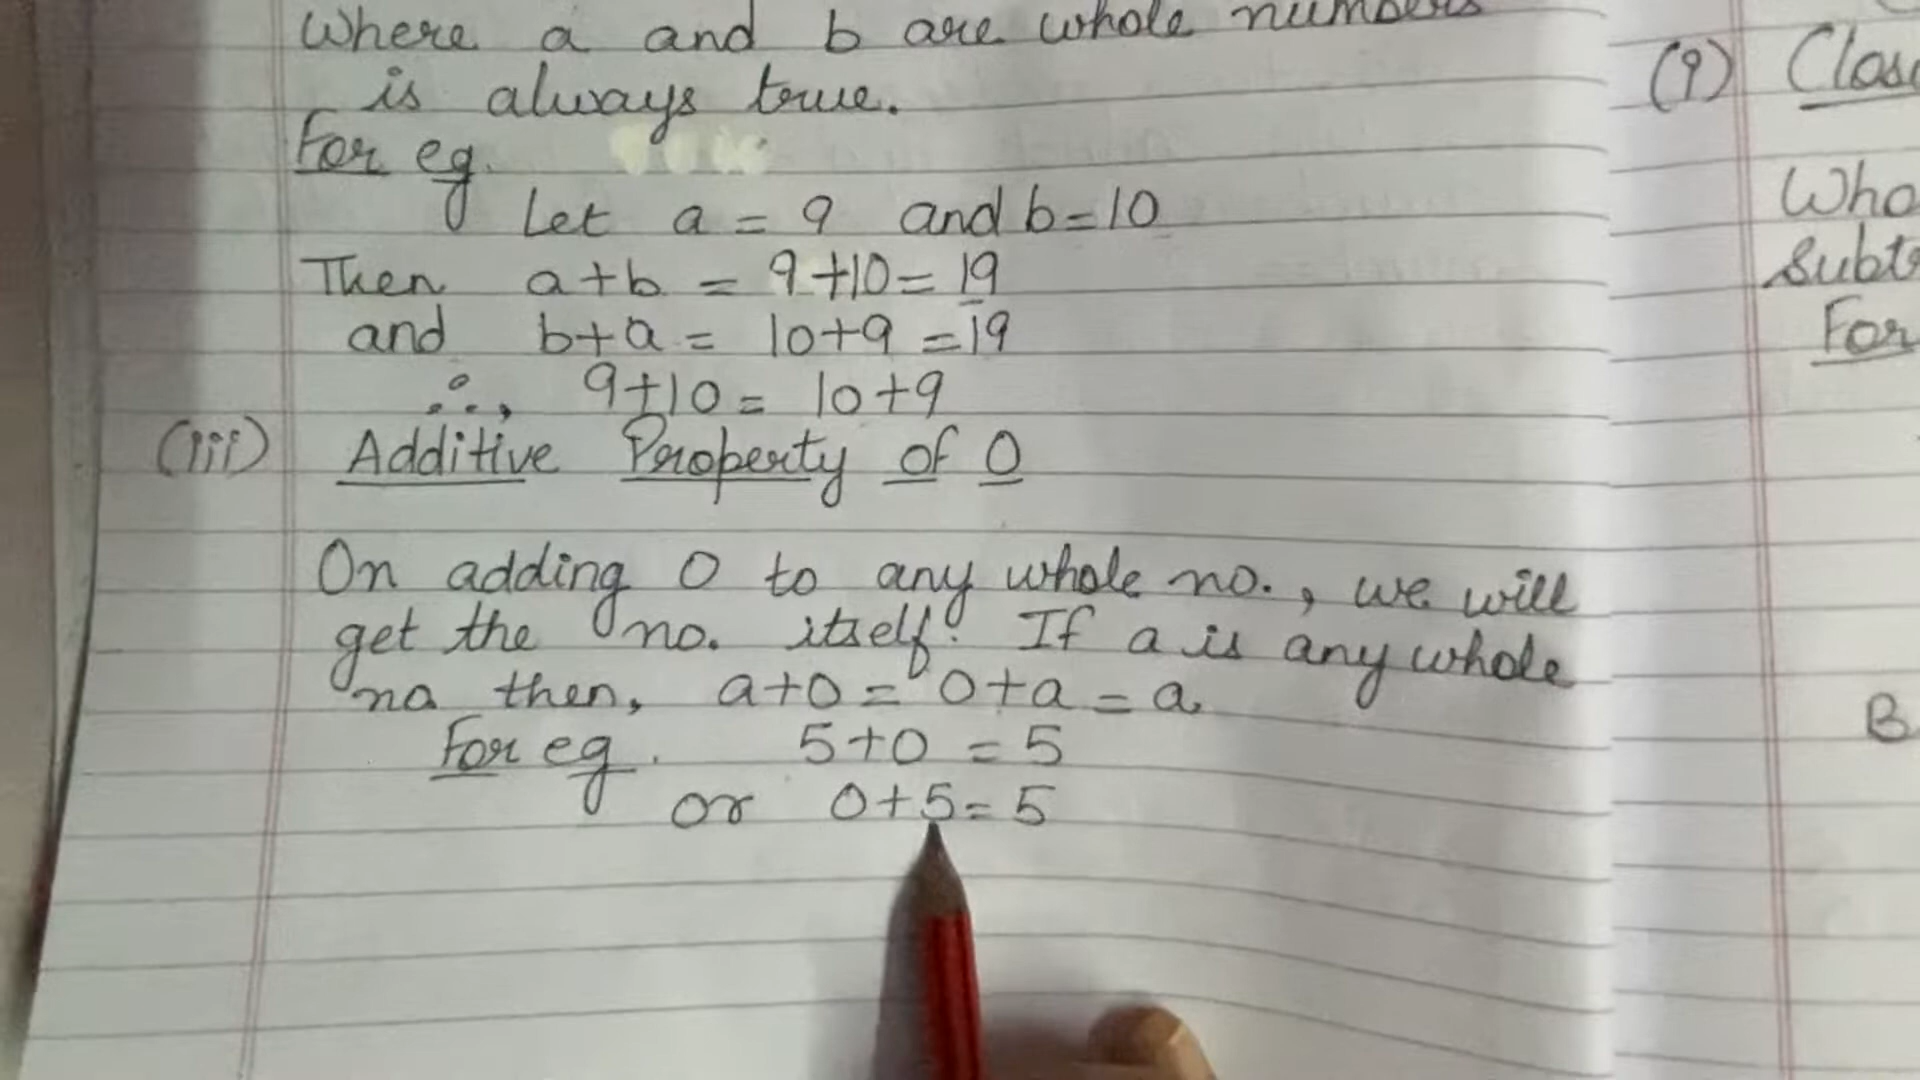 Where a and b are whole numbers
is always true.
For eg.
Let a = 9 and b = 10
Then a+b = 9+10 = 19
and b+a = 10+9 = 19
∴, 9+10 = 10+9
(iii) Additive Property of 0
On adding 0 to any whole no., we will
get the no. itself. If a is any whole
no then, a+0 = 0+a = a.
For eg. 5+0 = 5
or 0+5 = 5
(i)
Who
Subt
For
B